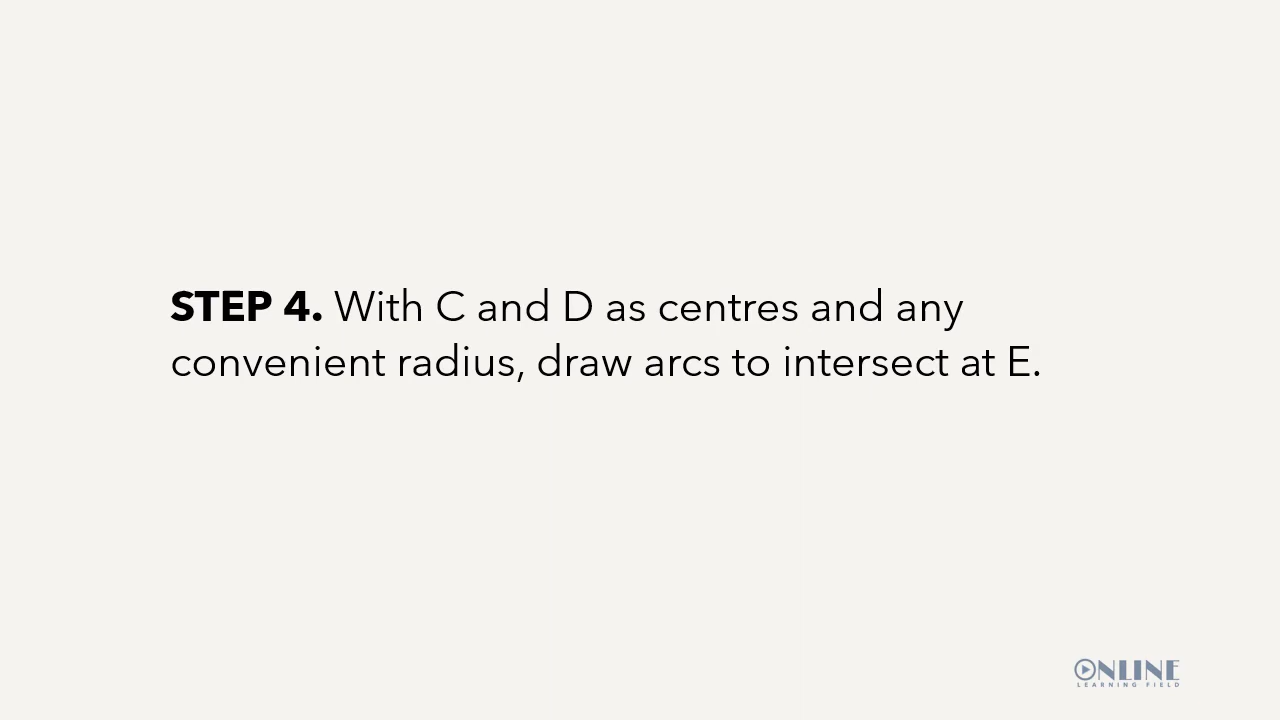 STEP 4. With C and D as centres and any
convenient radius, draw arcs to intersect at E.
ONLINE
LEARNING FIELD